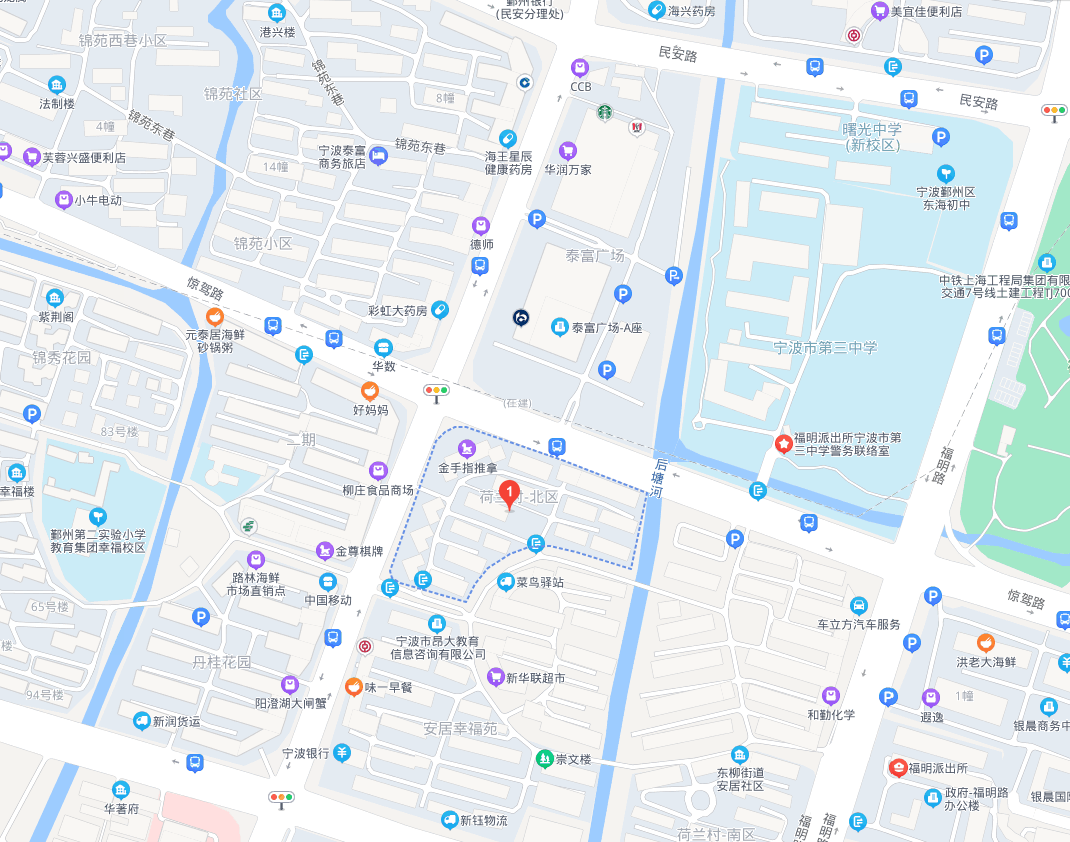 鄞州银行
(民安分理处)
海兴药房
美宜佳便利店
港兴楼
锦苑西巷小区
民安路
锦苑东巷
CCB
法制楼
锦苑社区
8幢
民安路
4幢
锦苑东巷
曙光中学
(新校区)
芙蓉兴盛便利店
宁波泰富
商务旅店
锦苑东巷
海王星辰
健康药房
华润万家
14幢
宁波鄞州区
东海初中
小牛电动
锦苑小区
德师
泰富广场
惊驾路
中铁上海工程局集团有限
交通7号线土建工程TJ700
紫荆阁
元泰居海鲜
砂锅粥
彩虹大药房
泰富广场-A座
锦秀花园
华数
宁波市第三中学
好妈妈
(在建)
83号楼
二期
福明派出所宁波市第
三中学警务联络室
金手指推拿
后塘河
福明路
幸福楼
柳庄食品商场
1
荷兰村-北区
鄞州第二实验小学
教育集团幸福校区
金尊棋牌
路林海鲜
市场直销点
中国移动
菜鸟驿站
惊驾路
65号楼
车立方汽车服务
宁波市昂大教育
信息咨询有限公司
洪老大海鲜
丹桂花园
新华联超市
味一早餐
94号楼
阳澄湖大闸蟹
1幢
和勤化学
遐逸
新润货运
安居幸福苑
银晨商务中
宁波银行
崇文楼
东柳街道
安居社区
福明派出所
华著府
政府-福明路
办公楼
银晨国际
新钰物流
福明路
福明路
荷兰村-南区